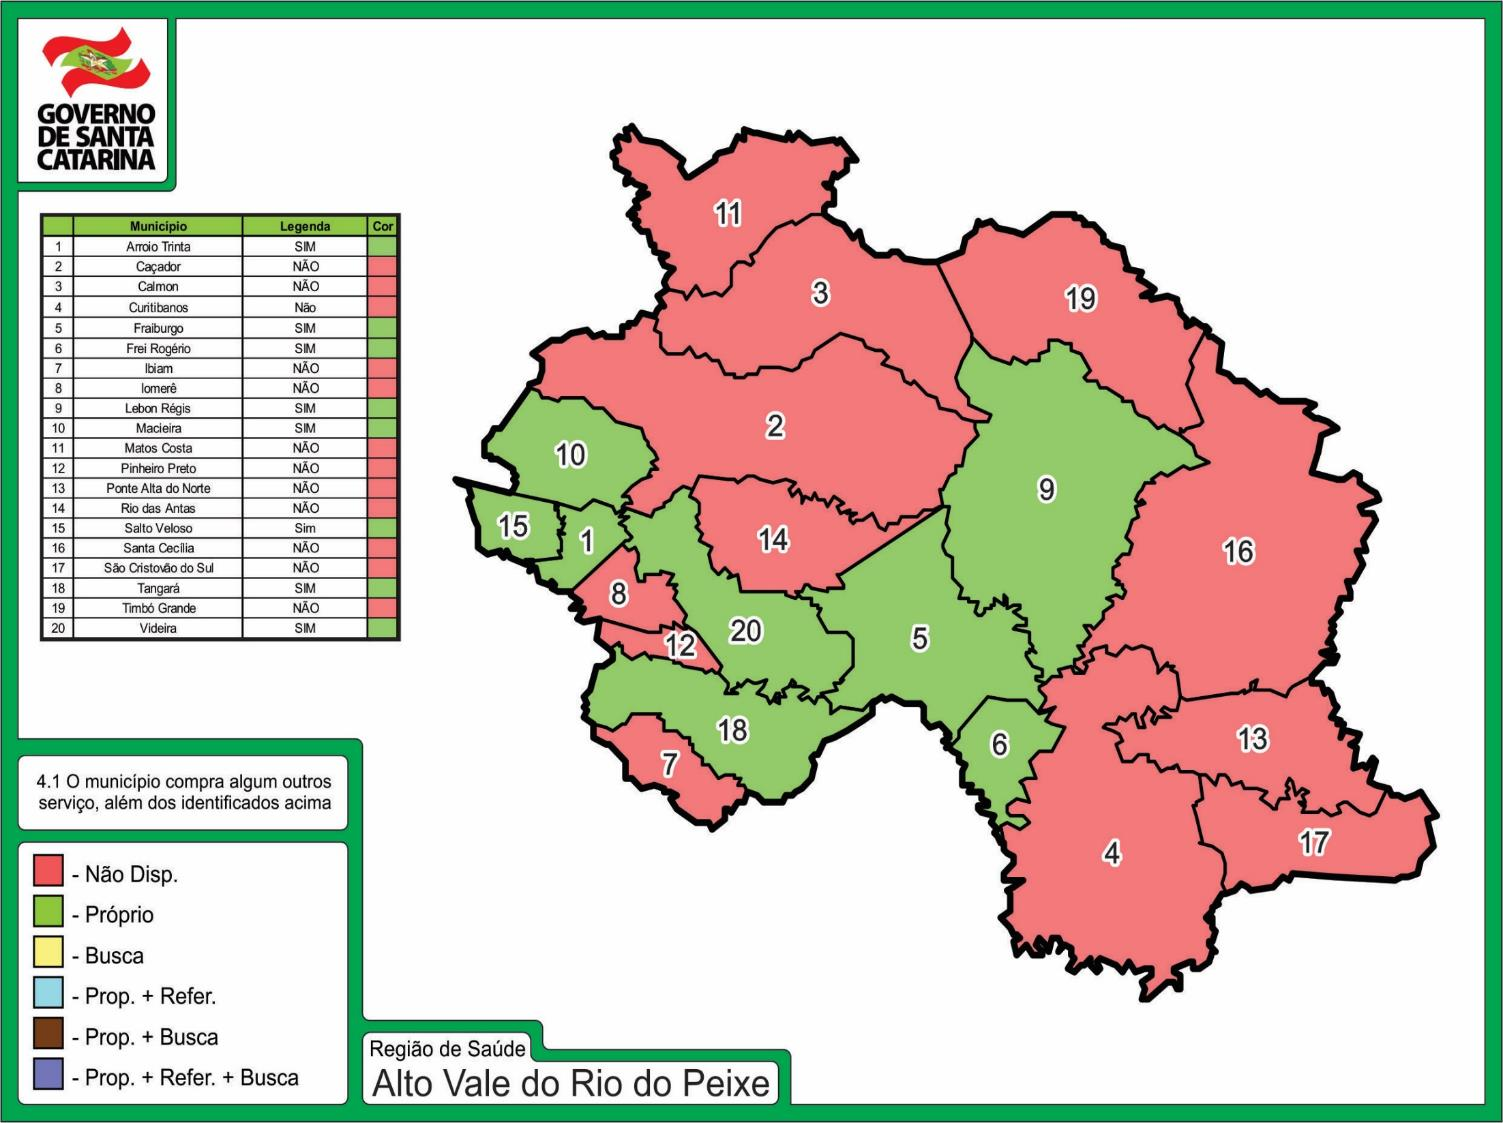 GOVERNO
DE SANTA
CATARINA
Município Legenda Cor
1 Arroio Trinta SIM
2 Caçador NÃO
3 Calmon NÃO
4 Curitibanos Não
5 Fraiburgo SIM
6 Frei Rogério SIM
7 Ibiam NÃO
8 Iomerê NÃO
9 Lebon Régis SIM
10 Macieira SIM
11 Matos Costa NÃO
12 Pinheiro Preto NÃO
13 Ponte Alta do Norte NÃO
14 Rio das Antas NÃO
15 Salto Veloso Sim
16 Santa Cecília NÃO
17 São Cristovão do Sul NÃO
18 Tangará SIM
19 Timbó Grande NÃO
20 Videira SIM
11
3
19
2
10
9
15
1
14
16
8
20
5
12
18
6
13
7
17
4
4.1 O município compra algum outros
serviço, além dos identificados acima
- Não Disp.
- Próprio
- Busca
- Prop. + Refer.
- Prop. + Busca
- Prop. + Refer. + Busca
Região de Saúde
Alto Vale do Rio do Peixe